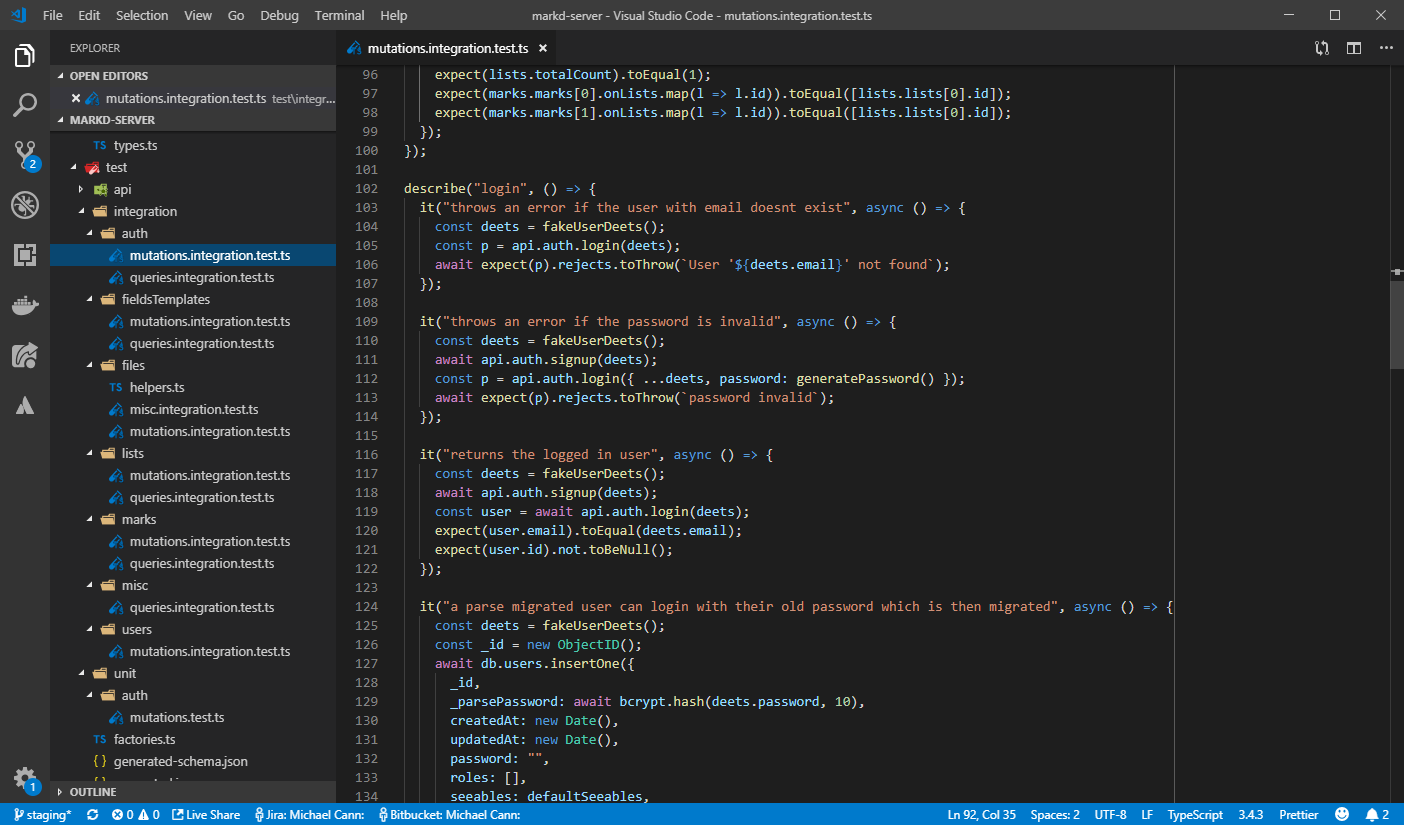 File Edit Selection View Go Debug Terminal Help markd-server - Visual Studio Code - mutations.integration.test.ts
EXPLORER
OPEN EDITORS
mutations.integration.test.ts test\integr...
MARKD-SERVER
TS types.ts
test
api
integration
auth
mutations.integration.test.ts
queries.integration.test.ts
fieldsTemplates
mutations.integration.test.ts
queries.integration.test.ts
files
TS helpers.ts
misc.integration.test.ts
mutations.integration.test.ts
lists
mutations.integration.test.ts
queries.integration.test.ts
marks
mutations.integration.test.ts
queries.integration.test.ts
misc
queries.integration.test.ts
users
mutations.integration.test.ts
unit
auth
mutations.test.ts
TS factories.ts
{ } generated-schema.json
OUTLINE
2
1
mutations.integration.test.ts
96 expect(lists.totalCount).toEqual(1);
97 expect(marks.marks[0].onLists.map(l => l.id)).toEqual([lists.lists[0].id]);
98 expect(marks.marks[1].onLists.map(l => l.id)).toEqual([lists.lists[0].id]);
99 });
100 });
101
102 describe("login", () => {
103 it("throws an error if the user with email doesnt exist", async () => {
104 const deets = fakeUserDeets();
105 const p = api.auth.login(deets);
106 await expect(p).rejects.toThrow(`User '${deets.email}' not found`);
107 });
108
109 it("throws an error if the password is invalid", async () => {
110 const deets = fakeUserDeets();
111 await api.auth.signup(deets);
112 const p = api.auth.login({ ...deets, password: generatePassword() });
113 await expect(p).rejects.toThrow(`password invalid`);
114 });
115
116 it("returns the logged in user", async () => {
117 const deets = fakeUserDeets();
118 await api.auth.signup(deets);
119 const user = await api.auth.login(deets);
120 expect(user.email).toEqual(deets.email);
121 expect(user.id).not.toBeNull();
122 });
123
124 it("a parse migrated user can login with their old password which is then migrated", async () => {
125 const deets = fakeUserDeets();
126 const _id = new ObjectID();
127 await db.users.insertOne({
128 _id,
129 _parsePassword: await bcrypt.hash(deets.password, 10),
130 createdAt: new Date(),
131 updatedAt: new Date(),
132 password: "",
133 roles: [],
134 seeables: defaultSeeables,
staging* 0 0 Live Share Jira: Michael Cann: Bitbucket: Michael Cann: Ln 92, Col 35 Spaces: 2 UTF-8 LF TypeScript 3.4.3 Prettier 2